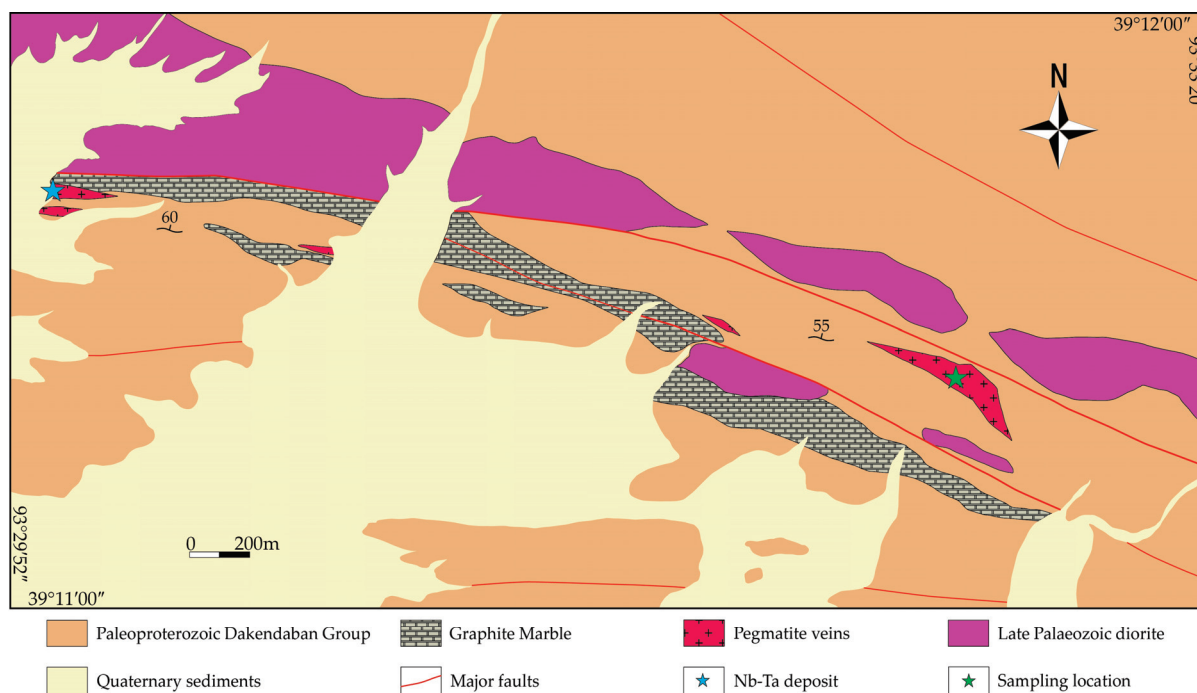 39°12'00"
N
60
55
93°29'52"
0 200m
39°11'00"
Paleoproterozoic Dakendaban Group
Graphite Marble
Pegmatite veins
Late Palaeozoic diorite
Quaternary sediments
Major faults
Nb-Ta deposit
Sampling location